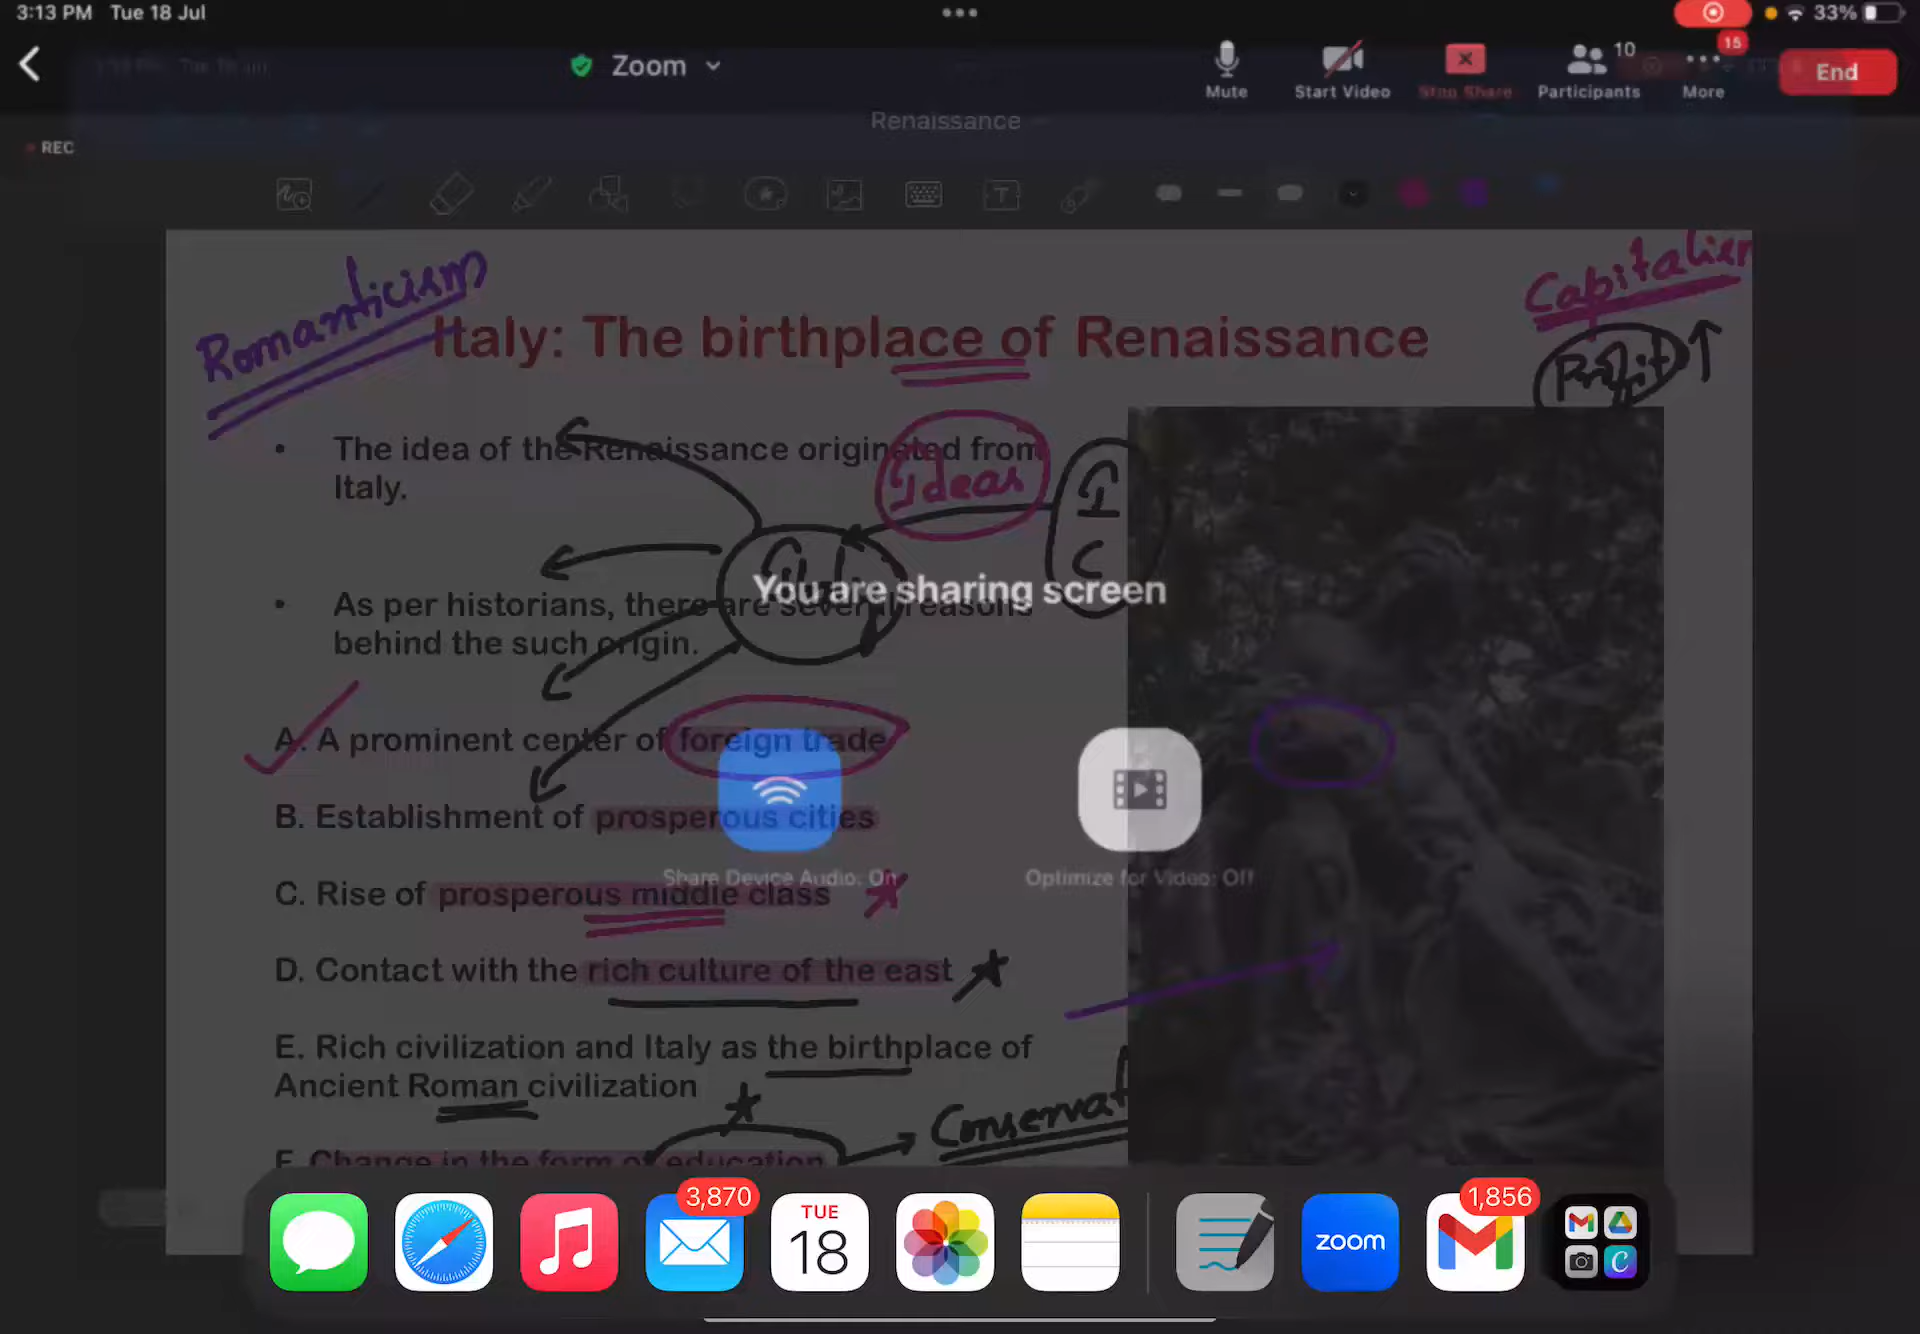 3:13 PM Tue 18 Jul
33%
Zoom
Mute
Start Video
Stop Share
10
Participants
15
More
End
Renaissance
REC
Romanticism
Capitalism
Italy: The birthplace of Renaissance
Profit
The idea of the Renaissance originated from
Italy.
Ideas
I
C
You are sharing screen
As per historians, there are several reasons
behind the such origin.
A. A prominent center of foreign trade
B. Establishment of prosperous cities
Share Device Audio: On
Optimize for Video: Off
C. Rise of prosperous middle class
D. Contact with the rich culture of the east
E. Rich civilization and Italy as the birthplace of
Ancient Roman civilization
Conservat
F. Change in the form of education
3,870
TUE
18
zoom
1,856